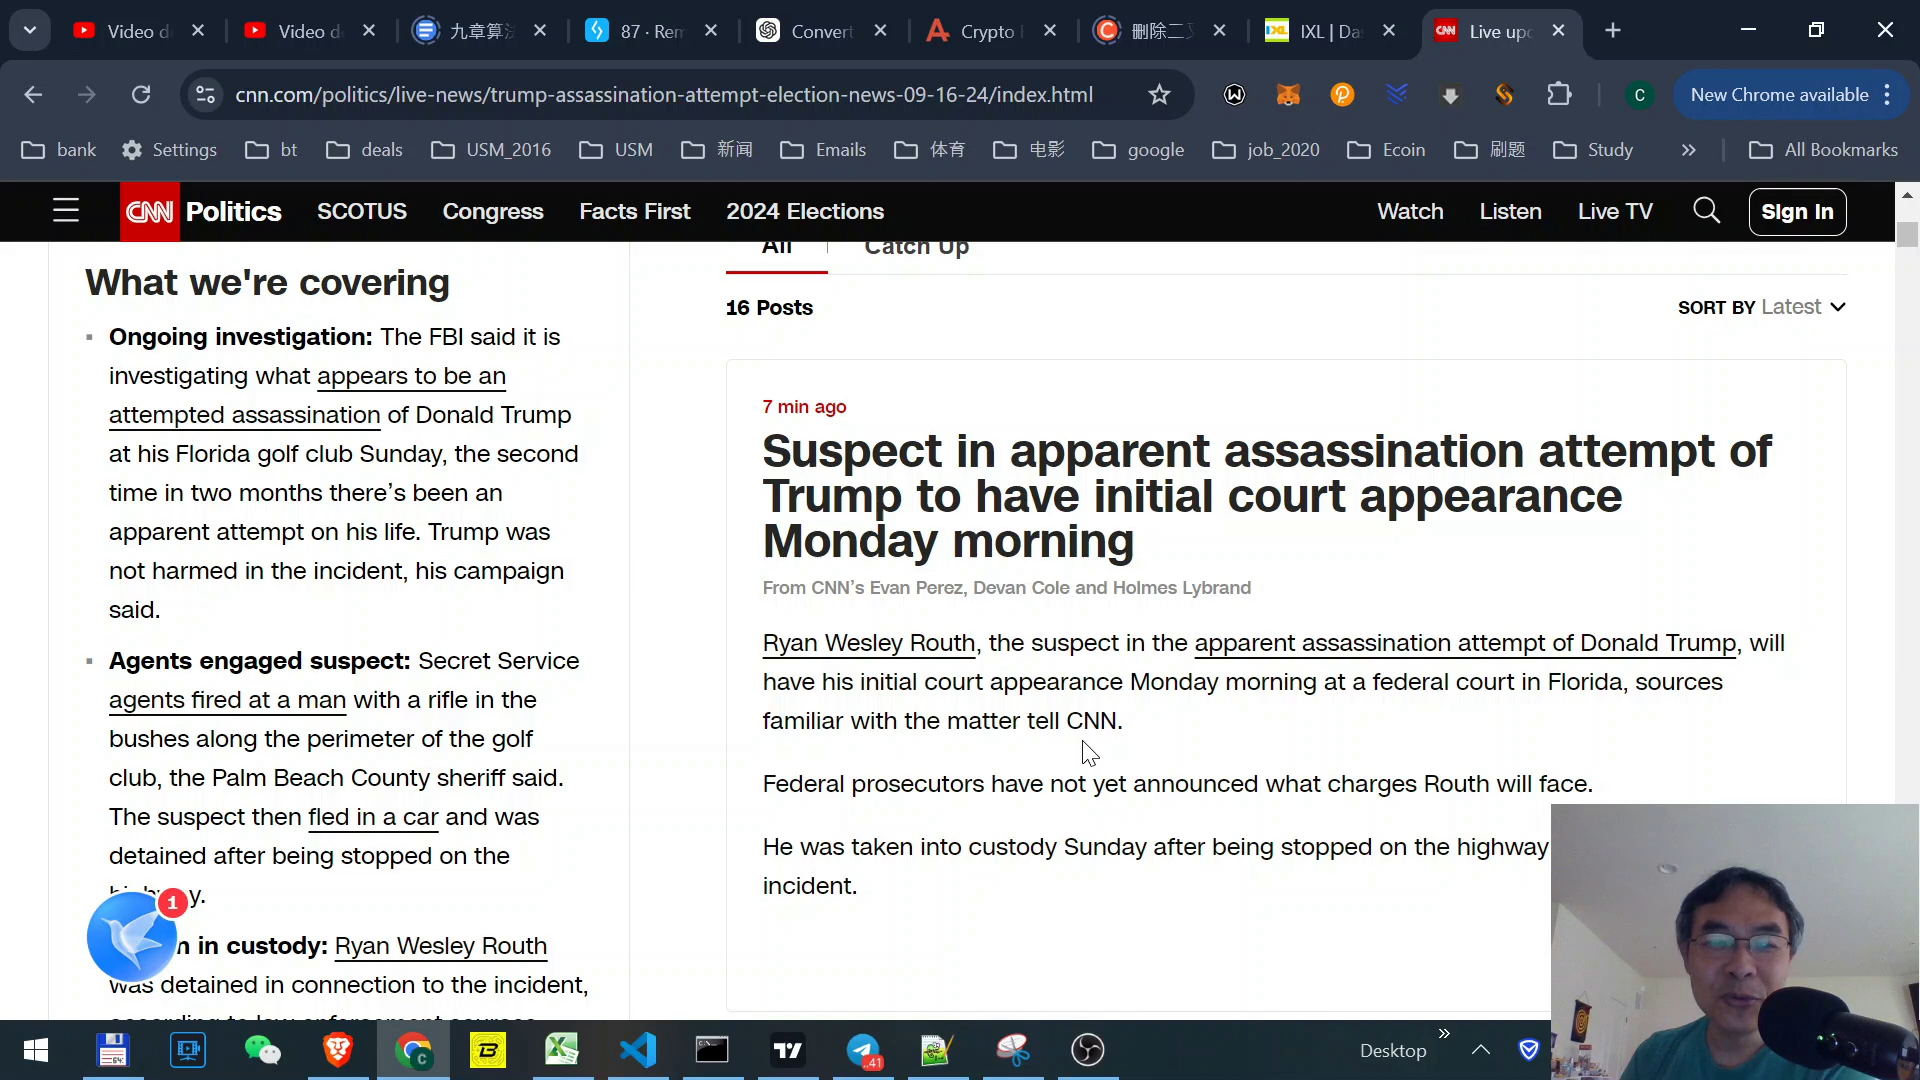 Video d
Video d
九章算法
87 · Rem
Convert
Crypto
删除二叉
IXL | Da
CNN
Live upd
cnn.com/politics/live-news/trump-assassination-attempt-election-news-09-16-24/index.html
C
New Chrome available
bank
Settings
bt
deals
USM_2016
USM
新闻
Emails
体育
电影
google
job_2020
Ecoin
刷题
Study
»
All Bookmarks
CNN Politics
SCOTUS
Congress
Facts First
2024 Elections
Watch
Listen
Live TV
Sign In
What we're covering
Ongoing investigation: The FBI said it is
investigating what appears to be an
attempted assassination of Donald Trump
at his Florida golf club Sunday, the second
time in two months there’s been an
apparent attempt on his life. Trump was
not harmed in the incident, his campaign
said.
Agents engaged suspect: Secret Service
agents fired at a man with a rifle in the
bushes along the perimeter of the golf
club, the Palm Beach County sheriff said.
The suspect then fled in a car and was
detained after being stopped on the
1
n in custody: Ryan Wesley Routh
was detained in connection to the incident,
according to law enforcement sources
All
Catch Up
16 Posts
SORT BY Latest
7 min ago
Suspect in apparent assassination attempt of
Trump to have initial court appearance
Monday morning
From CNN’s Evan Perez, Devan Cole and Holmes Lybrand
Ryan Wesley Routh, the suspect in the apparent assassination attempt of Donald Trump, will
have his initial court appearance Monday morning at a federal court in Florida, sources
familiar with the matter tell CNN.
Federal prosecutors have not yet announced what charges Routh will face.
He was taken into custody Sunday after being stopped on the highway
incident.
64
C
41
Desktop
»